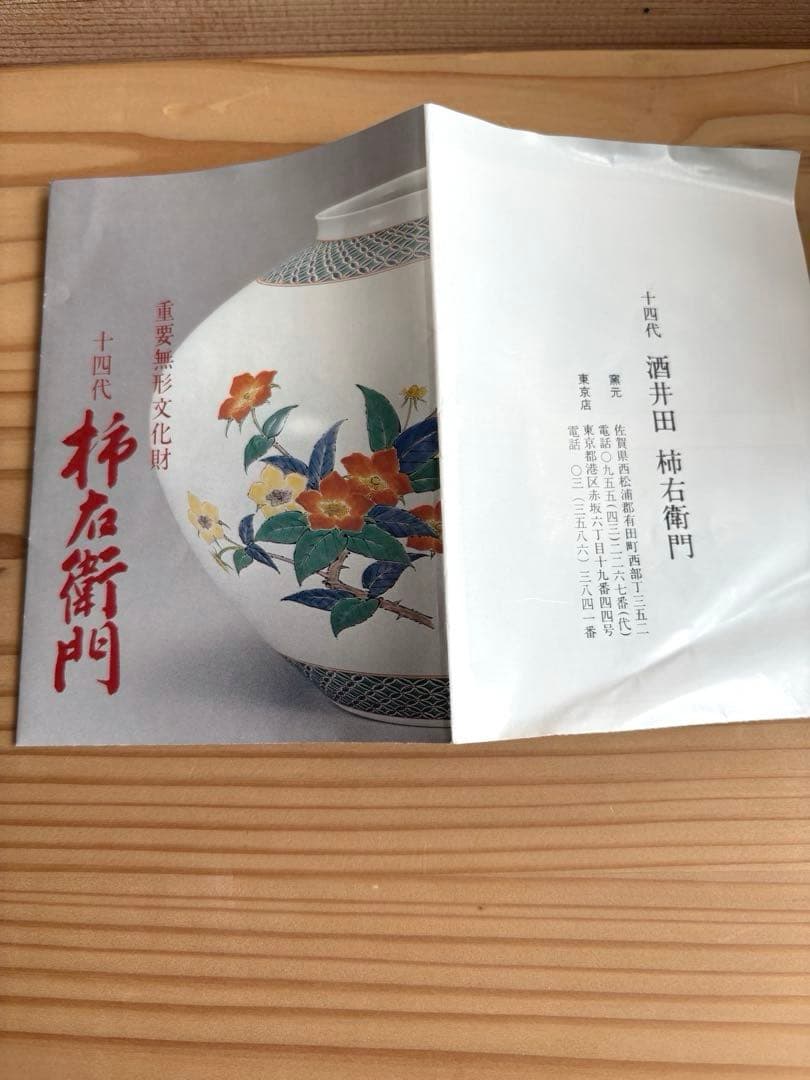 重要無形文化財
十四代
柿右衛門
十四代 酒井田 柿右衛門
窯元 佐賀県西松浦郡有田町西部丁三五二
電話〇九五五(四三)二二六七番(代)
東京店 東京都港区赤坂六丁目十九番四四号
電話 〇三(三五八六)三八四一番